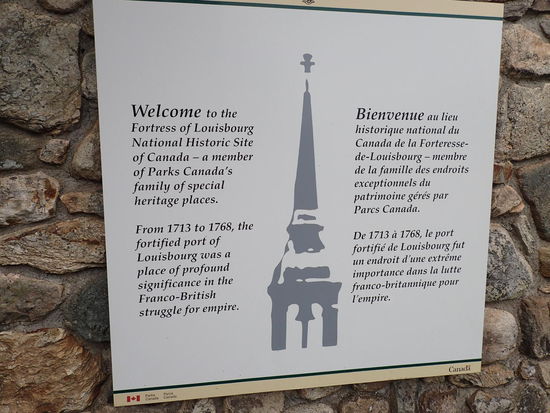 Welcome to the
Fortress of Louisbourg
National Historic Site
of Canada – a member
of Parks Canada's
family of special
heritage places.
From 1713 to 1768, the
fortified port of
Louisbourg was a
place of profound
significance in the
Franco-British
struggle for empire.
Bienvenue au lieu
historique national du
Canada de la Forteresse-
de-Louisbourg – membre
de la famille des endroits
exceptionnels du
patrimoine gérés par
Parcs Canada.
De 1713 à 1768, le port
fortifié de Louisbourg fut
un endroit d'une extrême
importance dans la lutte
franco-britannique pour
l'empire.
Parks Parcs
Canada Canada
Canada